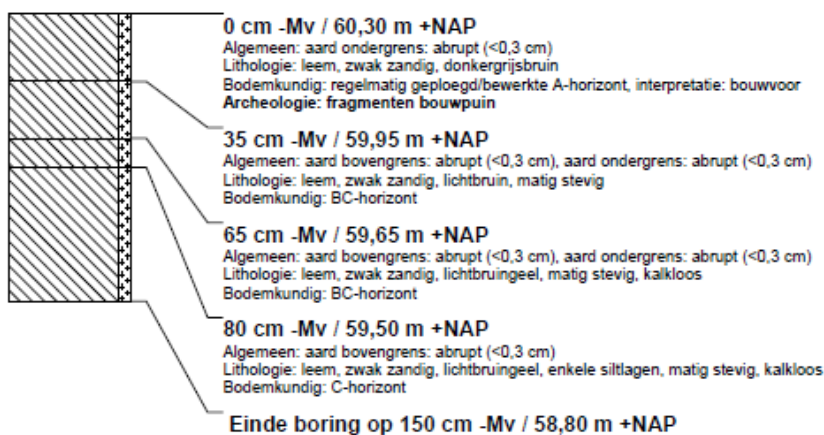 0 cm -Mv / 60,30 m +NAP
Algemeen: aard ondergrens: abrupt (<0,3 cm)
Lithologie: leem, zwak zandig, donkergrijsbruin
Bodemkundig: regelmatig geploegd/bewerkte A-horizont, interpretatie: bouwvoor
Archeologie: fragmenten bouwpuin
35 cm -Mv / 59,95 m +NAP
Algemeen: aard bovengrens: abrupt (<0,3 cm), aard ondergrens: abrupt (<0,3 cm)
Lithologie: leem, zwak zandig, lichtbruin, matig stevig
Bodemkundig: BC-horizont
65 cm -Mv / 59,65 m +NAP
Algemeen: aard bovengrens: abrupt (<0,3 cm), aard ondergrens: abrupt (<0,3 cm)
Lithologie: leem, zwak zandig, lichtbruingeel, matig stevig, kalkloos
Bodemkundig: BC-horizont
80 cm -Mv / 59,50 m +NAP
Algemeen: aard bovengrens: abrupt (<0,3 cm)
Lithologie: leem, zwak zandig, lichtbruingeel, enkele siltlagen, matig stevig, kalkloos
Bodemkundig: C-horizont
Einde boring op 150 cm -Mv / 58,80 m +NAP